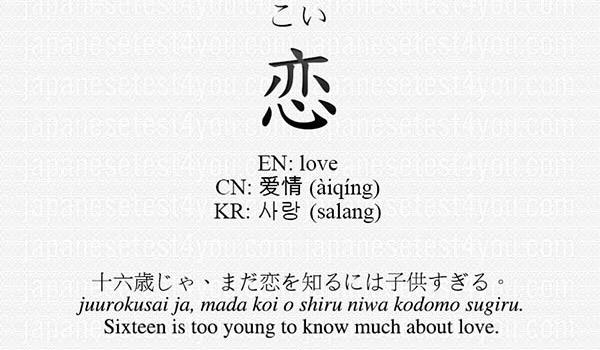 こい
恋
EN: love
CN: 爱情 (àiqíng)
KR: 사랑 (salang)
十六歳じゃ、まだ恋を知るには子供すぎる。
juurokusai ja, mada koi o shiru niwa kodomo sugiru.
Sixteen is too young to know much about love.
japanesetest4you.com